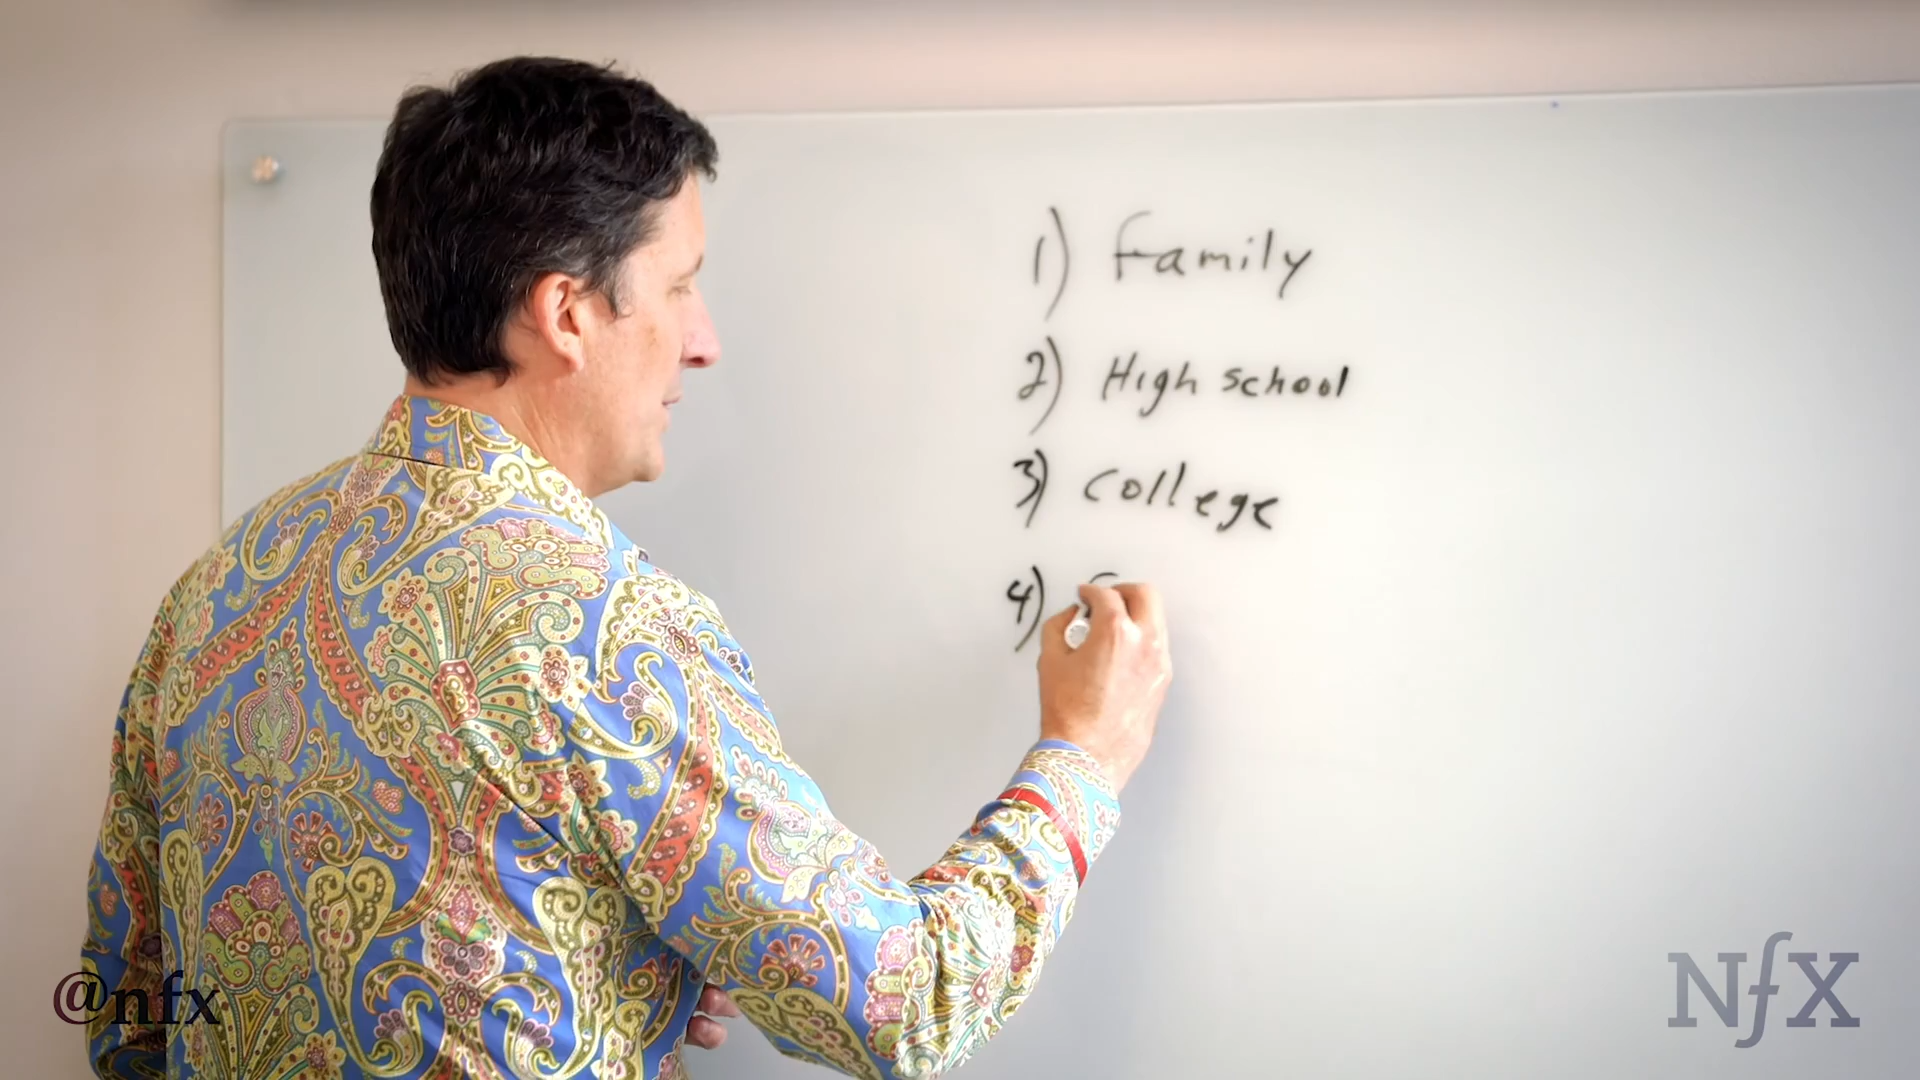 1) Family
2) High school
3) College
4)
@nfx
NfX